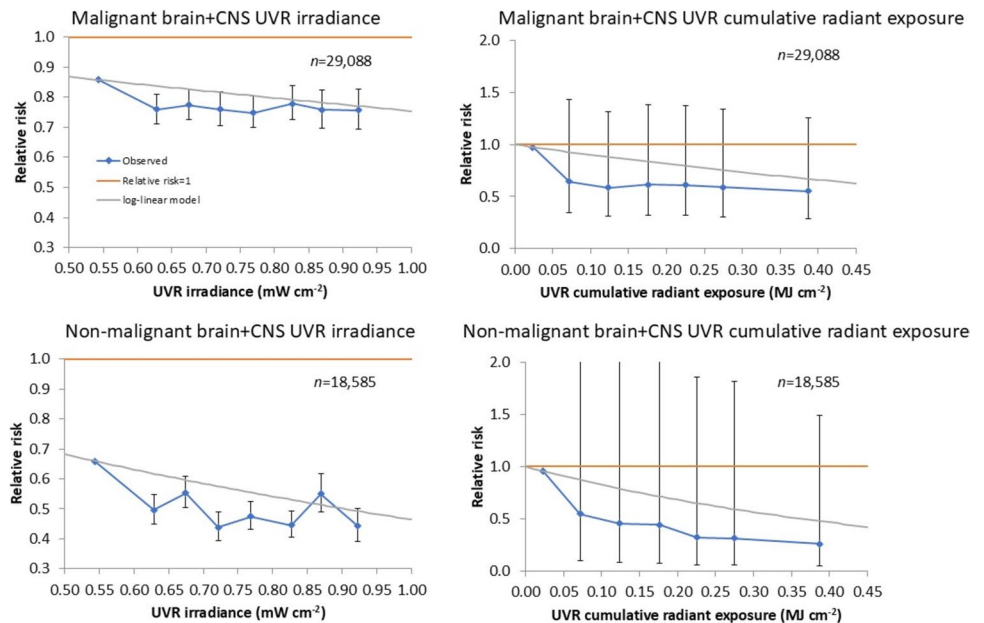 Malignant brain+CNS UVR irradiance
1.0
0.9
0.8
0.7
0.6
0.5
0.4
0.3
Relative risk
n=29,088
Observed
Relative risk=1
log-linear model
0.50 0.55 0.60 0.65 0.70 0.75 0.80 0.85 0.90 0.95 1.00
UVR irradiance (mW cm-2)
Malignant brain+CNS UVR cumulative radiant exposure
2.0
1.5
1.0
0.5
0.0
Relative risk
n=29,088
0.00 0.05 0.10 0.15 0.20 0.25 0.30 0.35 0.40 0.45
UVR cumulative radiant exposure (MJ cm-2)
Non-malignant brain+CNS UVR irradiance
1.0
0.9
0.8
0.7
0.6
0.5
0.4
0.3
Relative risk
n=18,585
0.50 0.55 0.60 0.65 0.70 0.75 0.80 0.85 0.90 0.95 1.00
UVR irradiance (mW cm-2)
Non-malignant brain+CNS UVR cumulative radiant exposure
2.0
1.5
1.0
0.5
0.0
Relative risk
n=18,585
0.00 0.05 0.10 0.15 0.20 0.25 0.30 0.35 0.40 0.45
UVR cumulative radiant exposure (MJ cm-2)